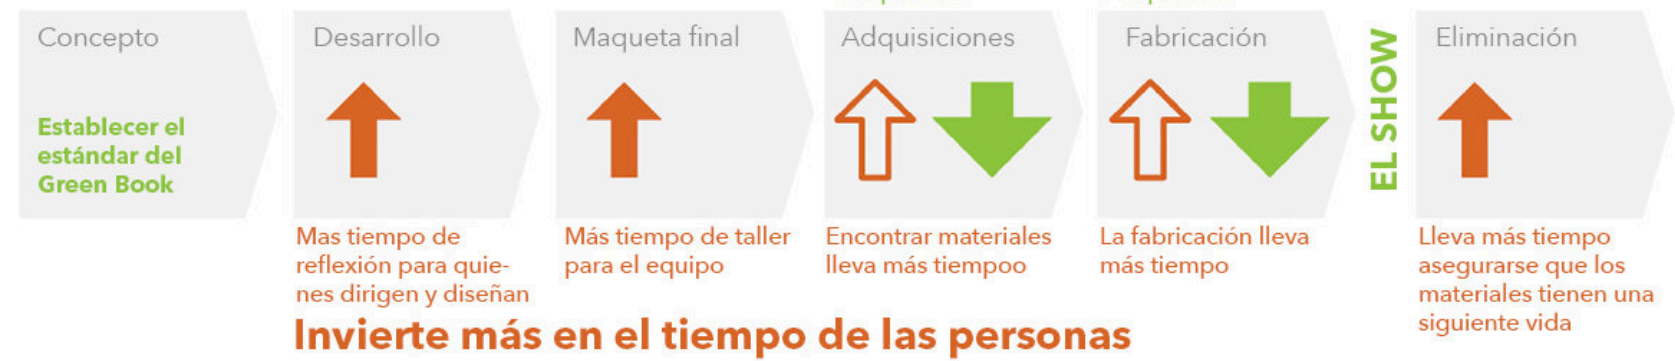 Concepto
Establecer el
estándar del
Green Book
Desarrollo
Mas tiempo de
reflexión para quie-
nes dirigen y diseñan
Maqueta final
Más tiempo de taller
para el equipo
Adquisiciones
Encontrar materiales
lleva más tiempoo
Fabricación
La fabricación lleva
más tiempo
EL SHOW
Eliminación
Lleva más tiempo
asegurarse que los
materiales tienen una
siguiente vida
Invierte más en el tiempo de las personas